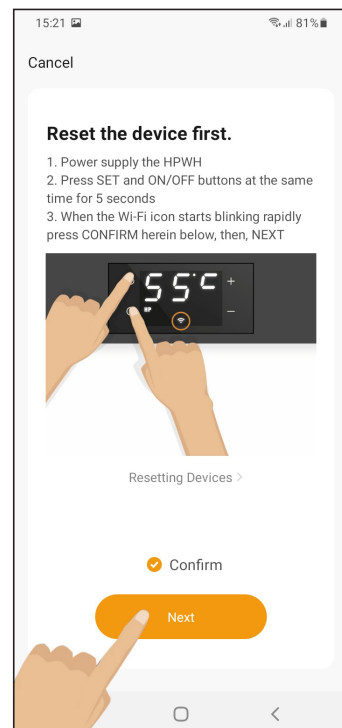 15:21 81%
Cancel
Reset the device first.
1. Power supply the HPWH
2. Press SET and ON/OFF buttons at the same
time for 5 seconds
3. When the Wi-Fi icon starts blinking rapidly
press CONFIRM herein below, then, NEXT
55°C +
HP −
Resetting Devices >
Confirm
Next